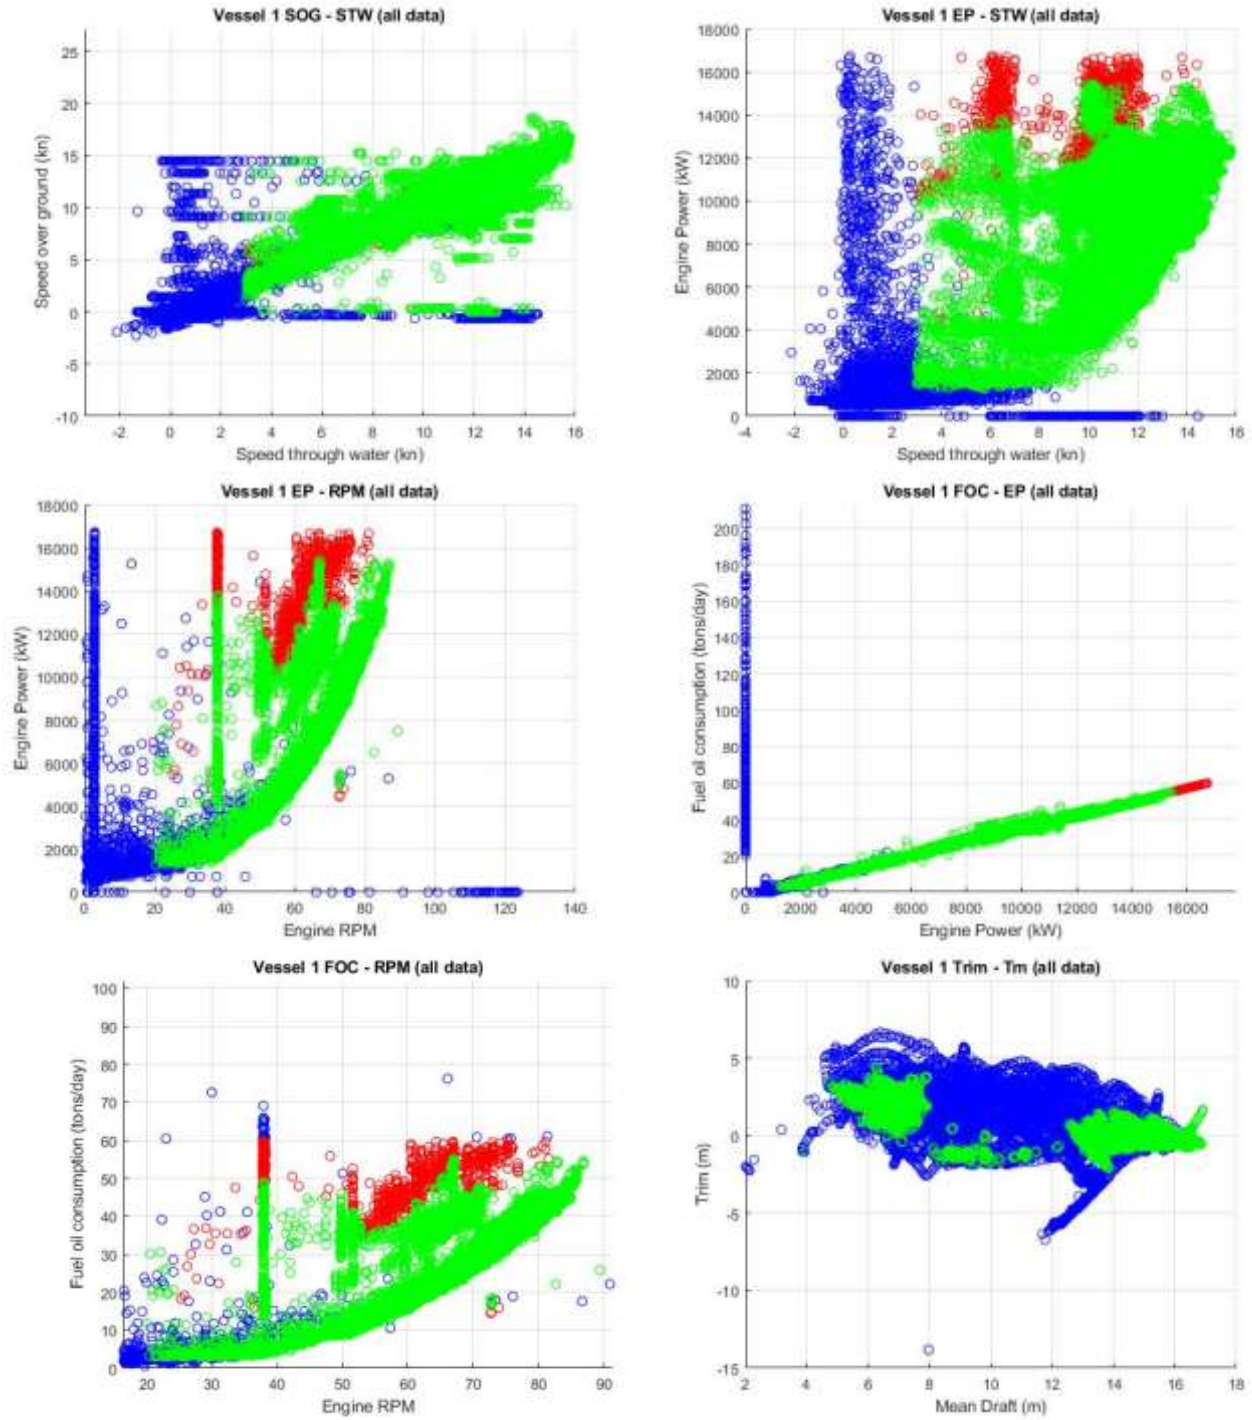 Vessel 1 SOG - STW (all data)
25
20
15
10
5
0
-5
-10
-2 0 2 4 6 8 10 12 14 16
Speed over ground (kn)
Speed through water (kn)
Vessel 1 EP - STW (all data)
18000
16000
14000
12000
10000
8000
6000
4000
2000
0
-4 -2 0 2 4 6 8 10 12 14 16
Engine Power (kW)
Speed through water (kn)
Vessel 1 EP - RPM (all data)
18000
16000
14000
12000
10000
8000
6000
4000
2000
0
0 20 40 60 80 100 120 140
Engine Power (kW)
Engine RPM
Vessel 1 FOC - EP (all data)
200
180
160
140
120
100
80
60
40
20
0
0 2000 4000 6000 8000 10000 12000 14000 16000
Fuel oil consumption (tons/day)
Engine Power (kW)
Vessel 1 FOC - RPM (all data)
100
90
80
70
60
50
40
30
20
10
0
20 30 40 50 60 70 80 90
Fuel oil consumption (tons/day)
Engine RPM
Vessel 1 Trim - Tm (all data)
10
5
0
-5
-10
-15
2 4 6 8 10 12 14 16 18
Trim (m)
Mean Draft (m)